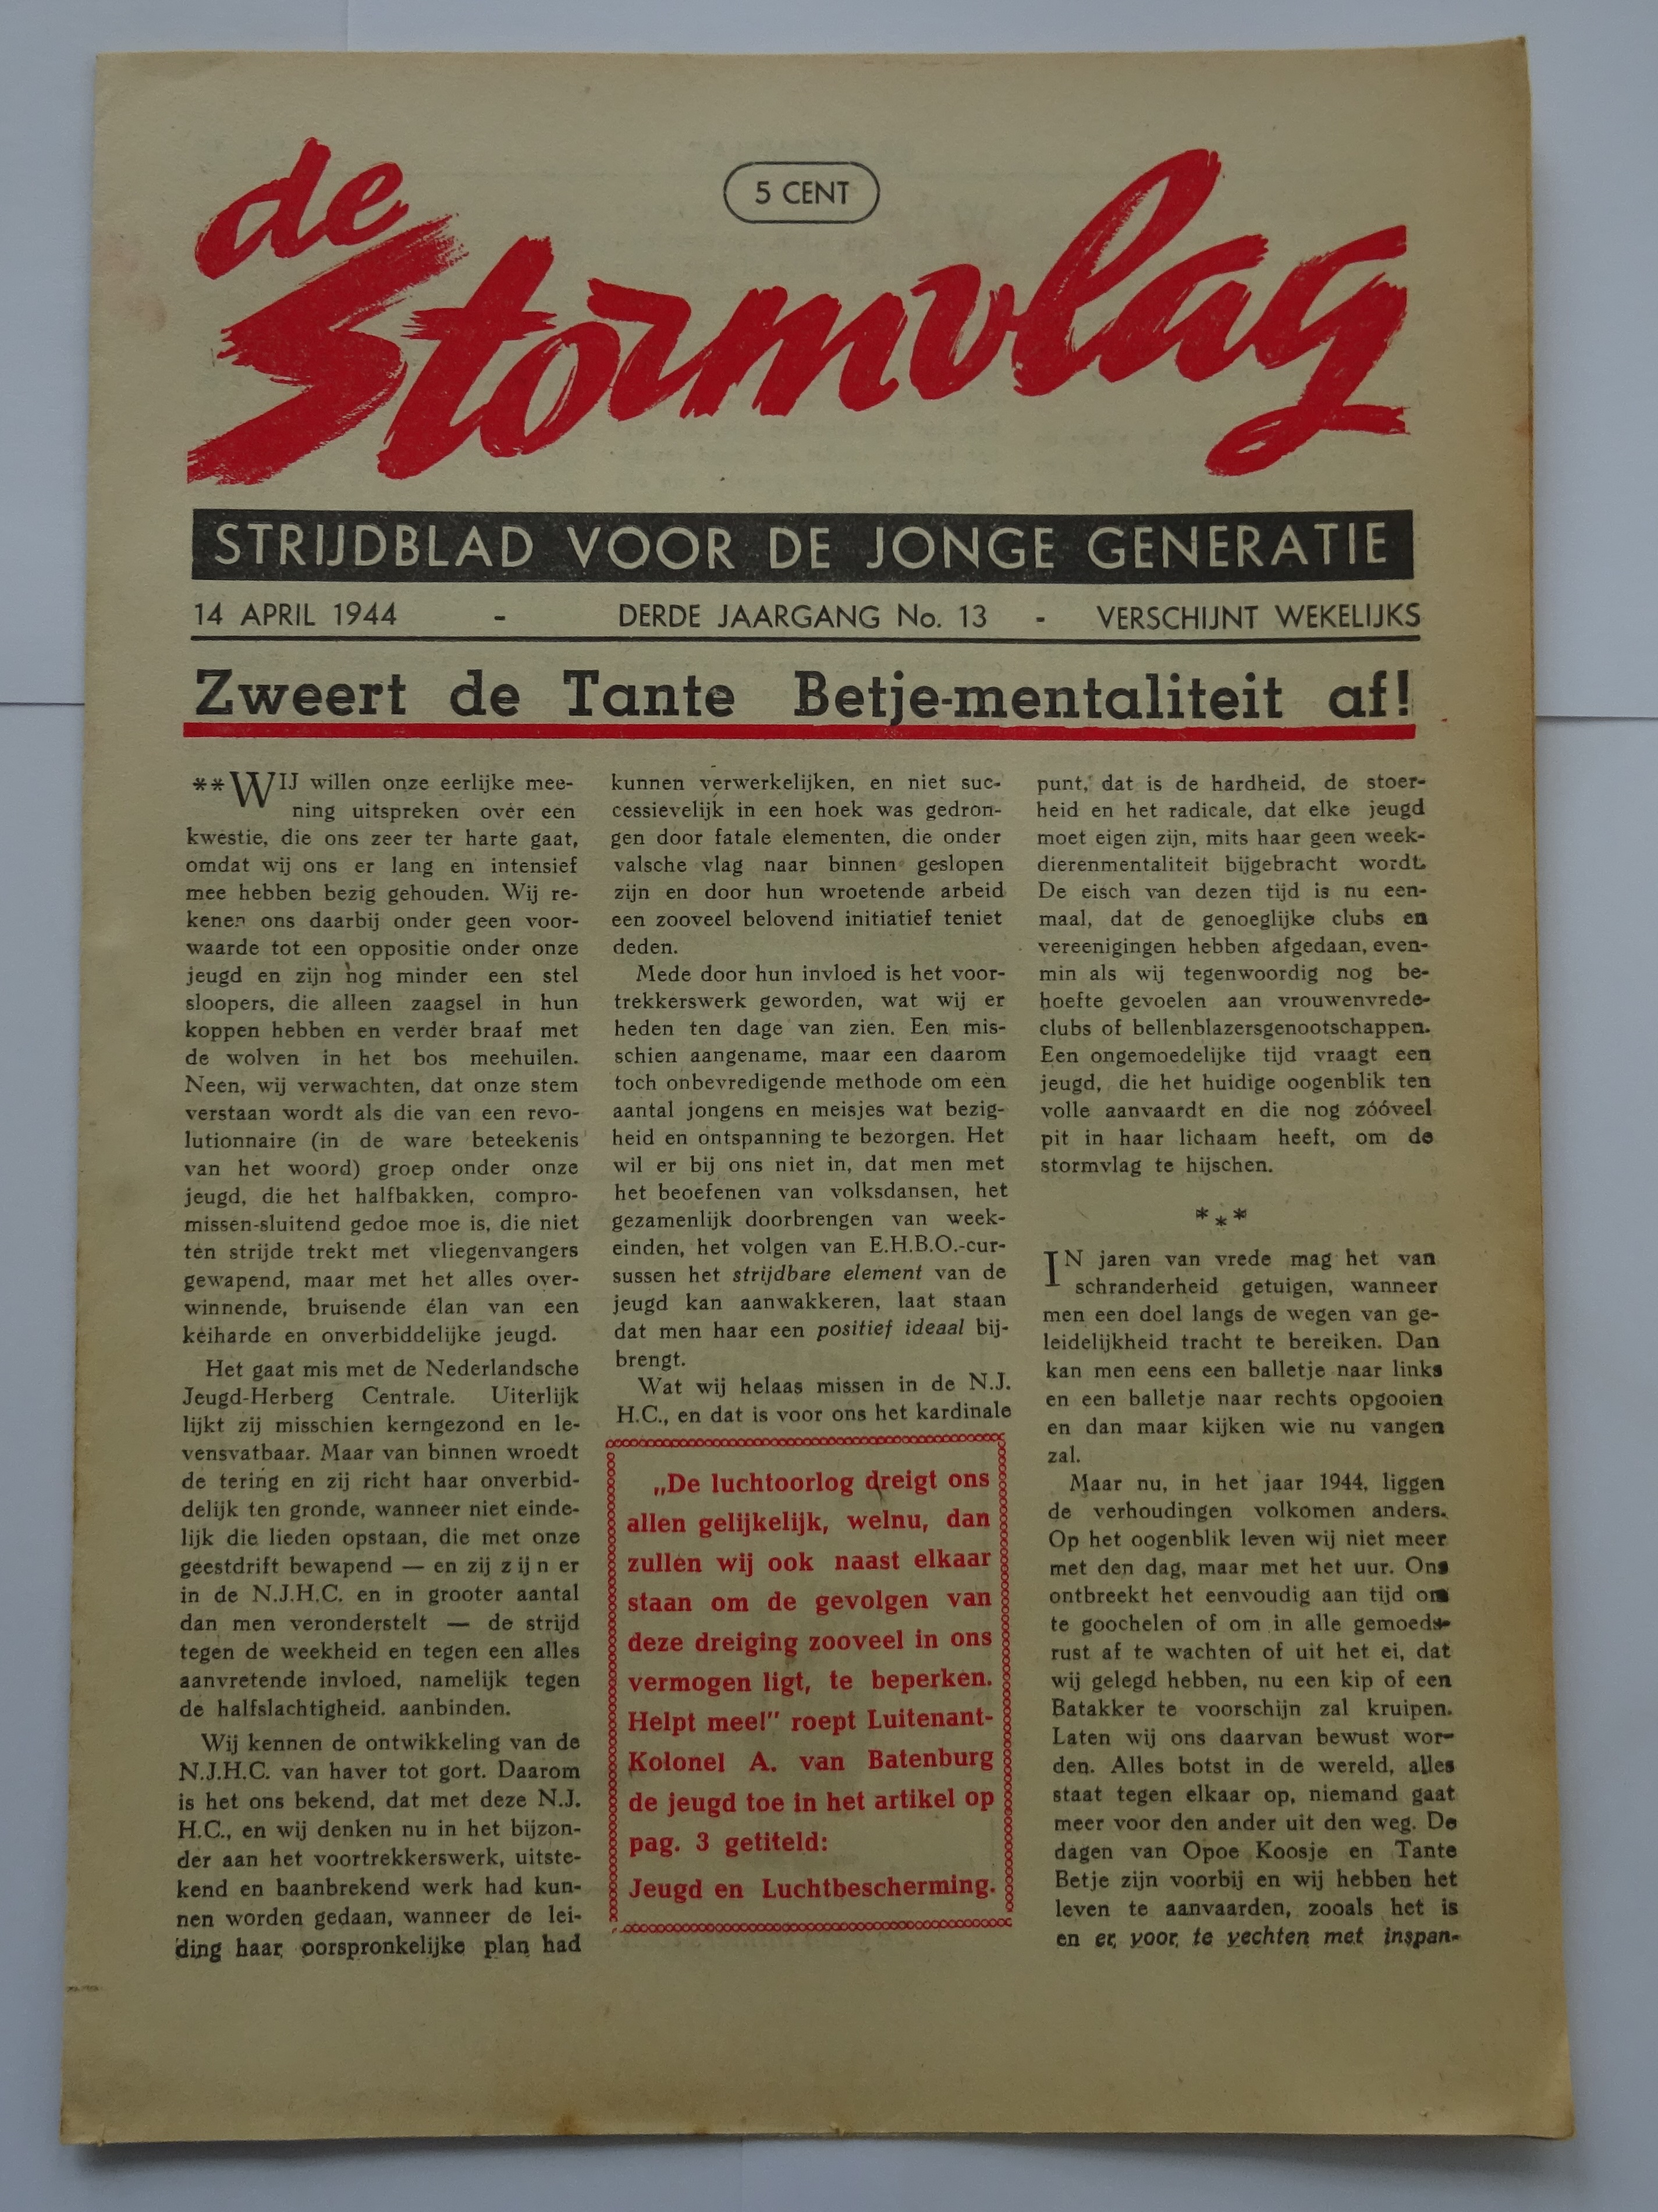 de
5 CENT
Stormvlag
STRIJDBLAD VOOR DE JONGE GENERATIE
14 APRIL 1944 - DERDE JAARGANG No. 13 - VERSCHIJNT WEKELIJKS
Zweert de Tante Betje-mentaliteit af!
** WIJ willen onze eerlijke mee-
ning uitspreken over een
kwestie, die ons zeer ter harte gaat,
omdat wij ons er lang en intensief
mee hebben bezig gehouden. Wij re-
kenen ons daarbij onder geen voor-
waarde tot een oppositie onder onze
jeugd en zijn nog minder een stel
sloopers, die alleen zaagsel in hun
koppen hebben en verder braaf met
de wolven in het bos meehuilen.
Neen, wij verwachten, dat onze stem
verstaan wordt als die van een revo-
lutionnaire (in de ware beteekenis
van het woord) groep onder onze
jeugd, die het halfbakken, compro-
missen-sluitend gedoe moe is, die niet
ten strijde trekt met vliegenvangers
gewapend, maar met het alles over-
winnende, bruisende élan van een
keiharde en onverbiddelijke jeugd.
Het gaat mis met de Nederlandsche
Jeugd-Herberg Centrale. Uiterlijk
lijkt zij misschien kerngezond en le-
vensvatbaar. Maar van binnen wroedt
de tering en zij richt haar onverbid-
delijk ten gronde, wanneer niet einde-
lijk die lieden opstaan, die met onze
geestdrift bewapend — en zij zijn er
in de N.J.H.C. en in grooter aantal
dan men veronderstelt — de strijd
tegen de weekheid en tegen een alles
aanvretende invloed, namelijk tegen
de halfslachtigheid. aanbinden.
Wij kennen de ontwikkeling van de
N.J.H.C. van haver tot gort. Daarom
is het ons bekend, dat met deze N.J.
H.C., en wij denken nu in het bijzon-
der aan het voortrekkerswerk, uitste-
kend en baanbrekend werk had kun-
nen worden gedaan, wanneer de lei-
ding haar oorspronkelijke plan had
kunnen verwerkelijken, en niet suc-
cessievelijk in een hoek was gedron-
gen door fatale elementen, die onder
valsche vlag naar binnen geslopen
zijn en door hun wroetende arbeid
een zooveel belovend initiatief teniet
deden.
Mede door hun invloed is het voor-
trekkerswerk geworden, wat wij er
heden ten dage van zien. Een mis-
schien aangename, maar een daarom
toch onbevredigende methode om een
aantal jongens en meisjes wat bezig-
heid en ontspanning te bezorgen. Het
wil er bij ons niet in, dat men met
het beoefenen van volksdansen, het
gezamenlijk doorbrengen van week-
einden, het volgen van E.H.B.O.-cur-
sussen het strijdbare element van de
jeugd kan aanwakkeren, laat staan
dat men haar een positief ideaal bij-
brengt.
Wat wij helaas missen in de N.J.
H.C., en dat is voor ons het kardinale
„De luchtoorlog dreigt ons
allen gelijkelijk, welnu, dan
zullen wij ook naast elkaar
staan om de gevolgen van
deze dreiging zooveel in ons
vermogen ligt, te beperken.
Helpt mee!” roept Luitenant-
Kolonel A. van Batenburg
de jeugd toe in het artikel op
pag. 3 getiteld:
Jeugd en Luchtbescherming.
punt, dat is de hardheid, de stoer-
heid en het radicale, dat elke jeugd
moet eigen zijn, mits haar geen week-
dierenmentaliteit bijgebracht wordt.
De eisch van dezen tijd is nu een-
maal, dat de genoeglijke clubs en
vereenigingen hebben afgedaan, even-
min als wij tegenwoordig nog be-
hoefte gevoelen aan vrouwenvrede-
clubs of bellenblazersgenootschappen.
Een ongemoedelijke tijd vraagt een
jeugd, die het huidige oogenblik ten
volle aanvaardt en die nog zóóveel
pit in haar lichaam heeft, om de
stormvlag te hijschen.
***
IN jaren van vrede mag het van
schranderheid getuigen, wanneer
men een doel langs de wegen van ge-
leidelijkheid tracht te bereiken. Dan
kan men eens een balletje naar links
en een balletje naar rechts opgooien
en dan maar kijken wie nu vangen
zal.
Maar nu, in het jaar 1944, liggen
de verhoudingen volkomen anders.
Op het oogenblik leven wij niet meer
met den dag, maar met het uur. Ons
ontbreekt het eenvoudig aan tijd om
te goochelen of om in alle gemoeds-
rust af te wachten of uit het ei, dat
wij gelegd hebben, nu een kip of een
Batakker te voorschijn zal kruipen.
Laten wij ons daarvan bewust wor-
den. Alles botst in de wereld, alles
staat tegen elkaar op, niemand gaat
meer voor den ander uit den weg. De
dagen van Opoe Koosje en Tante
Betje zijn voorbij en wij hebben het
leven te aanvaarden, zooals het is
en er voor te vechten met inspan-